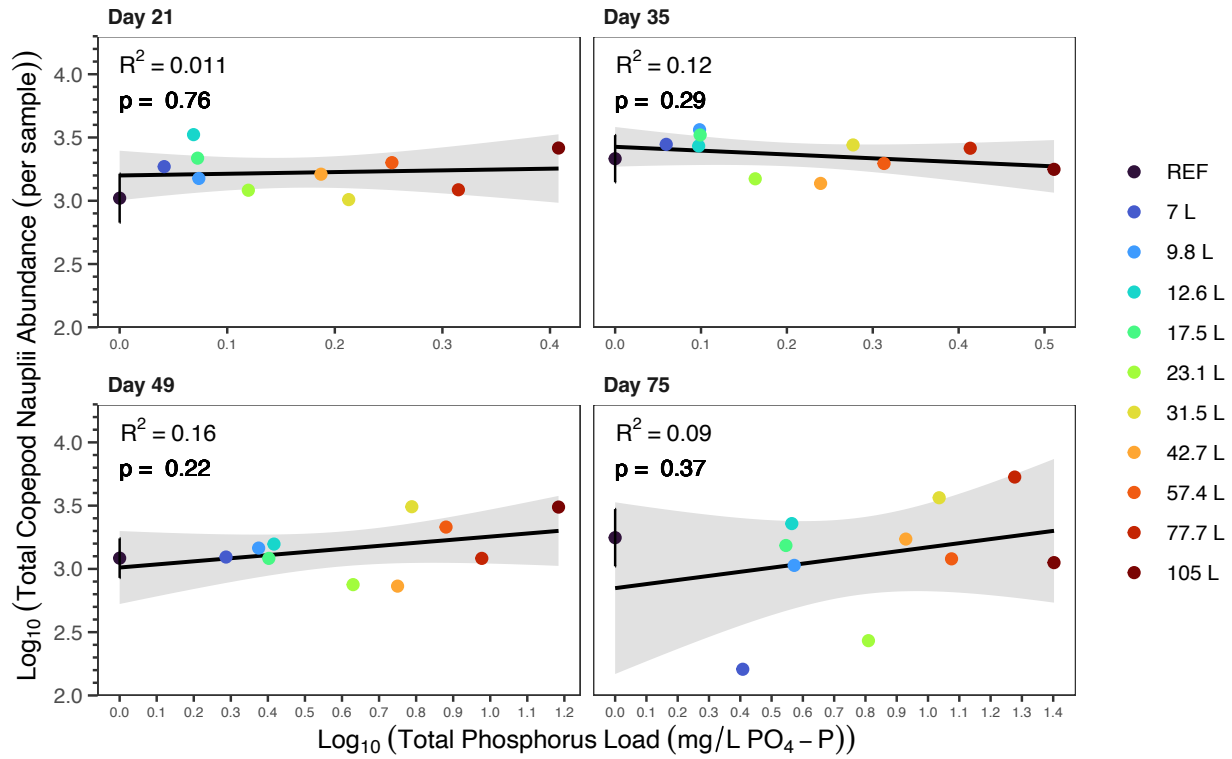 Day 21
Day 35
R² = 0.011
p = 0.76
R² = 0.12
p = 0.29
4.0
3.5
3.0
2.5
2.0
0.0 0.1 0.2 0.3 0.4
0.0 0.1 0.2 0.3 0.4 0.5
Day 49
Day 75
R² = 0.16
p = 0.22
R² = 0.09
p = 0.37
4.0
3.5
3.0
2.5
2.0
0.0 0.1 0.2 0.3 0.4 0.5 0.6 0.7 0.8 0.9 1.0 1.1 1.2
0.0 0.1 0.2 0.3 0.4 0.5 0.6 0.7 0.8 0.9 1.0 1.1 1.2 1.3 1.4
Log₁₀ (Total Copepod Nauplii Abundance (per sample))
Log₁₀ (Total Phosphorus Load (mg/L PO₄ – P))
REF
7 L
9.8 L
12.6 L
17.5 L
23.1 L
31.5 L
42.7 L
57.4 L
77.7 L
105 L